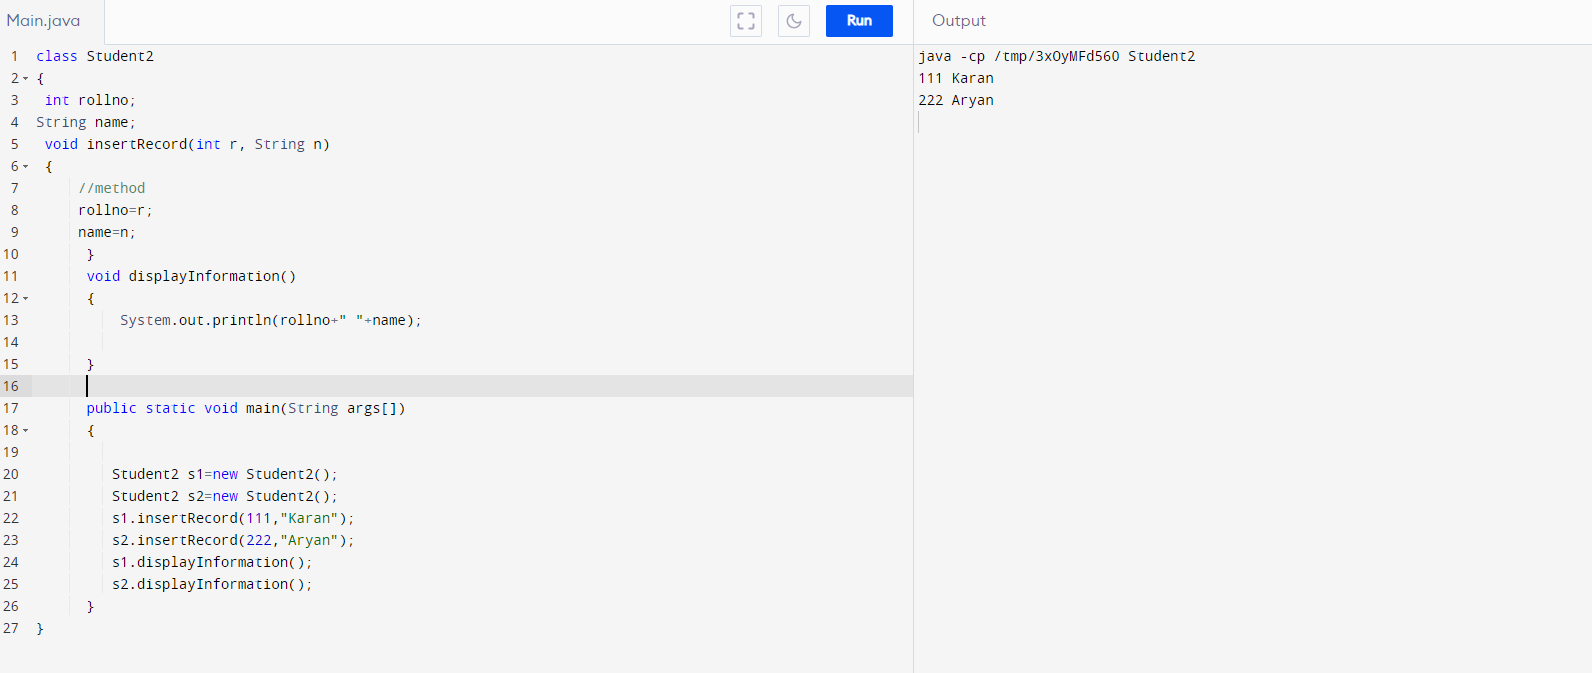 Main.java
Run
Output
1 class Student2
2 {
3 int rollno;
4 String name;
5 void insertRecord(int r, String n)
6 {
7 //method
8 rollno=r;
9 name=n;
10 }
11 void displayInformation()
12 {
13 System.out.println(rollno+" "+name);
14
15 }
16
17 public static void main(String args[])
18 {
19
20 Student2 s1=new Student2();
21 Student2 s2=new Student2();
22 s1.insertRecord(111,"Karan");
23 s2.insertRecord(222,"Aryan");
24 s1.displayInformation();
25 s2.displayInformation();
26 }
27 }
java -cp /tmp/3xOyMFd560 Student2
111 Karan
222 Aryan